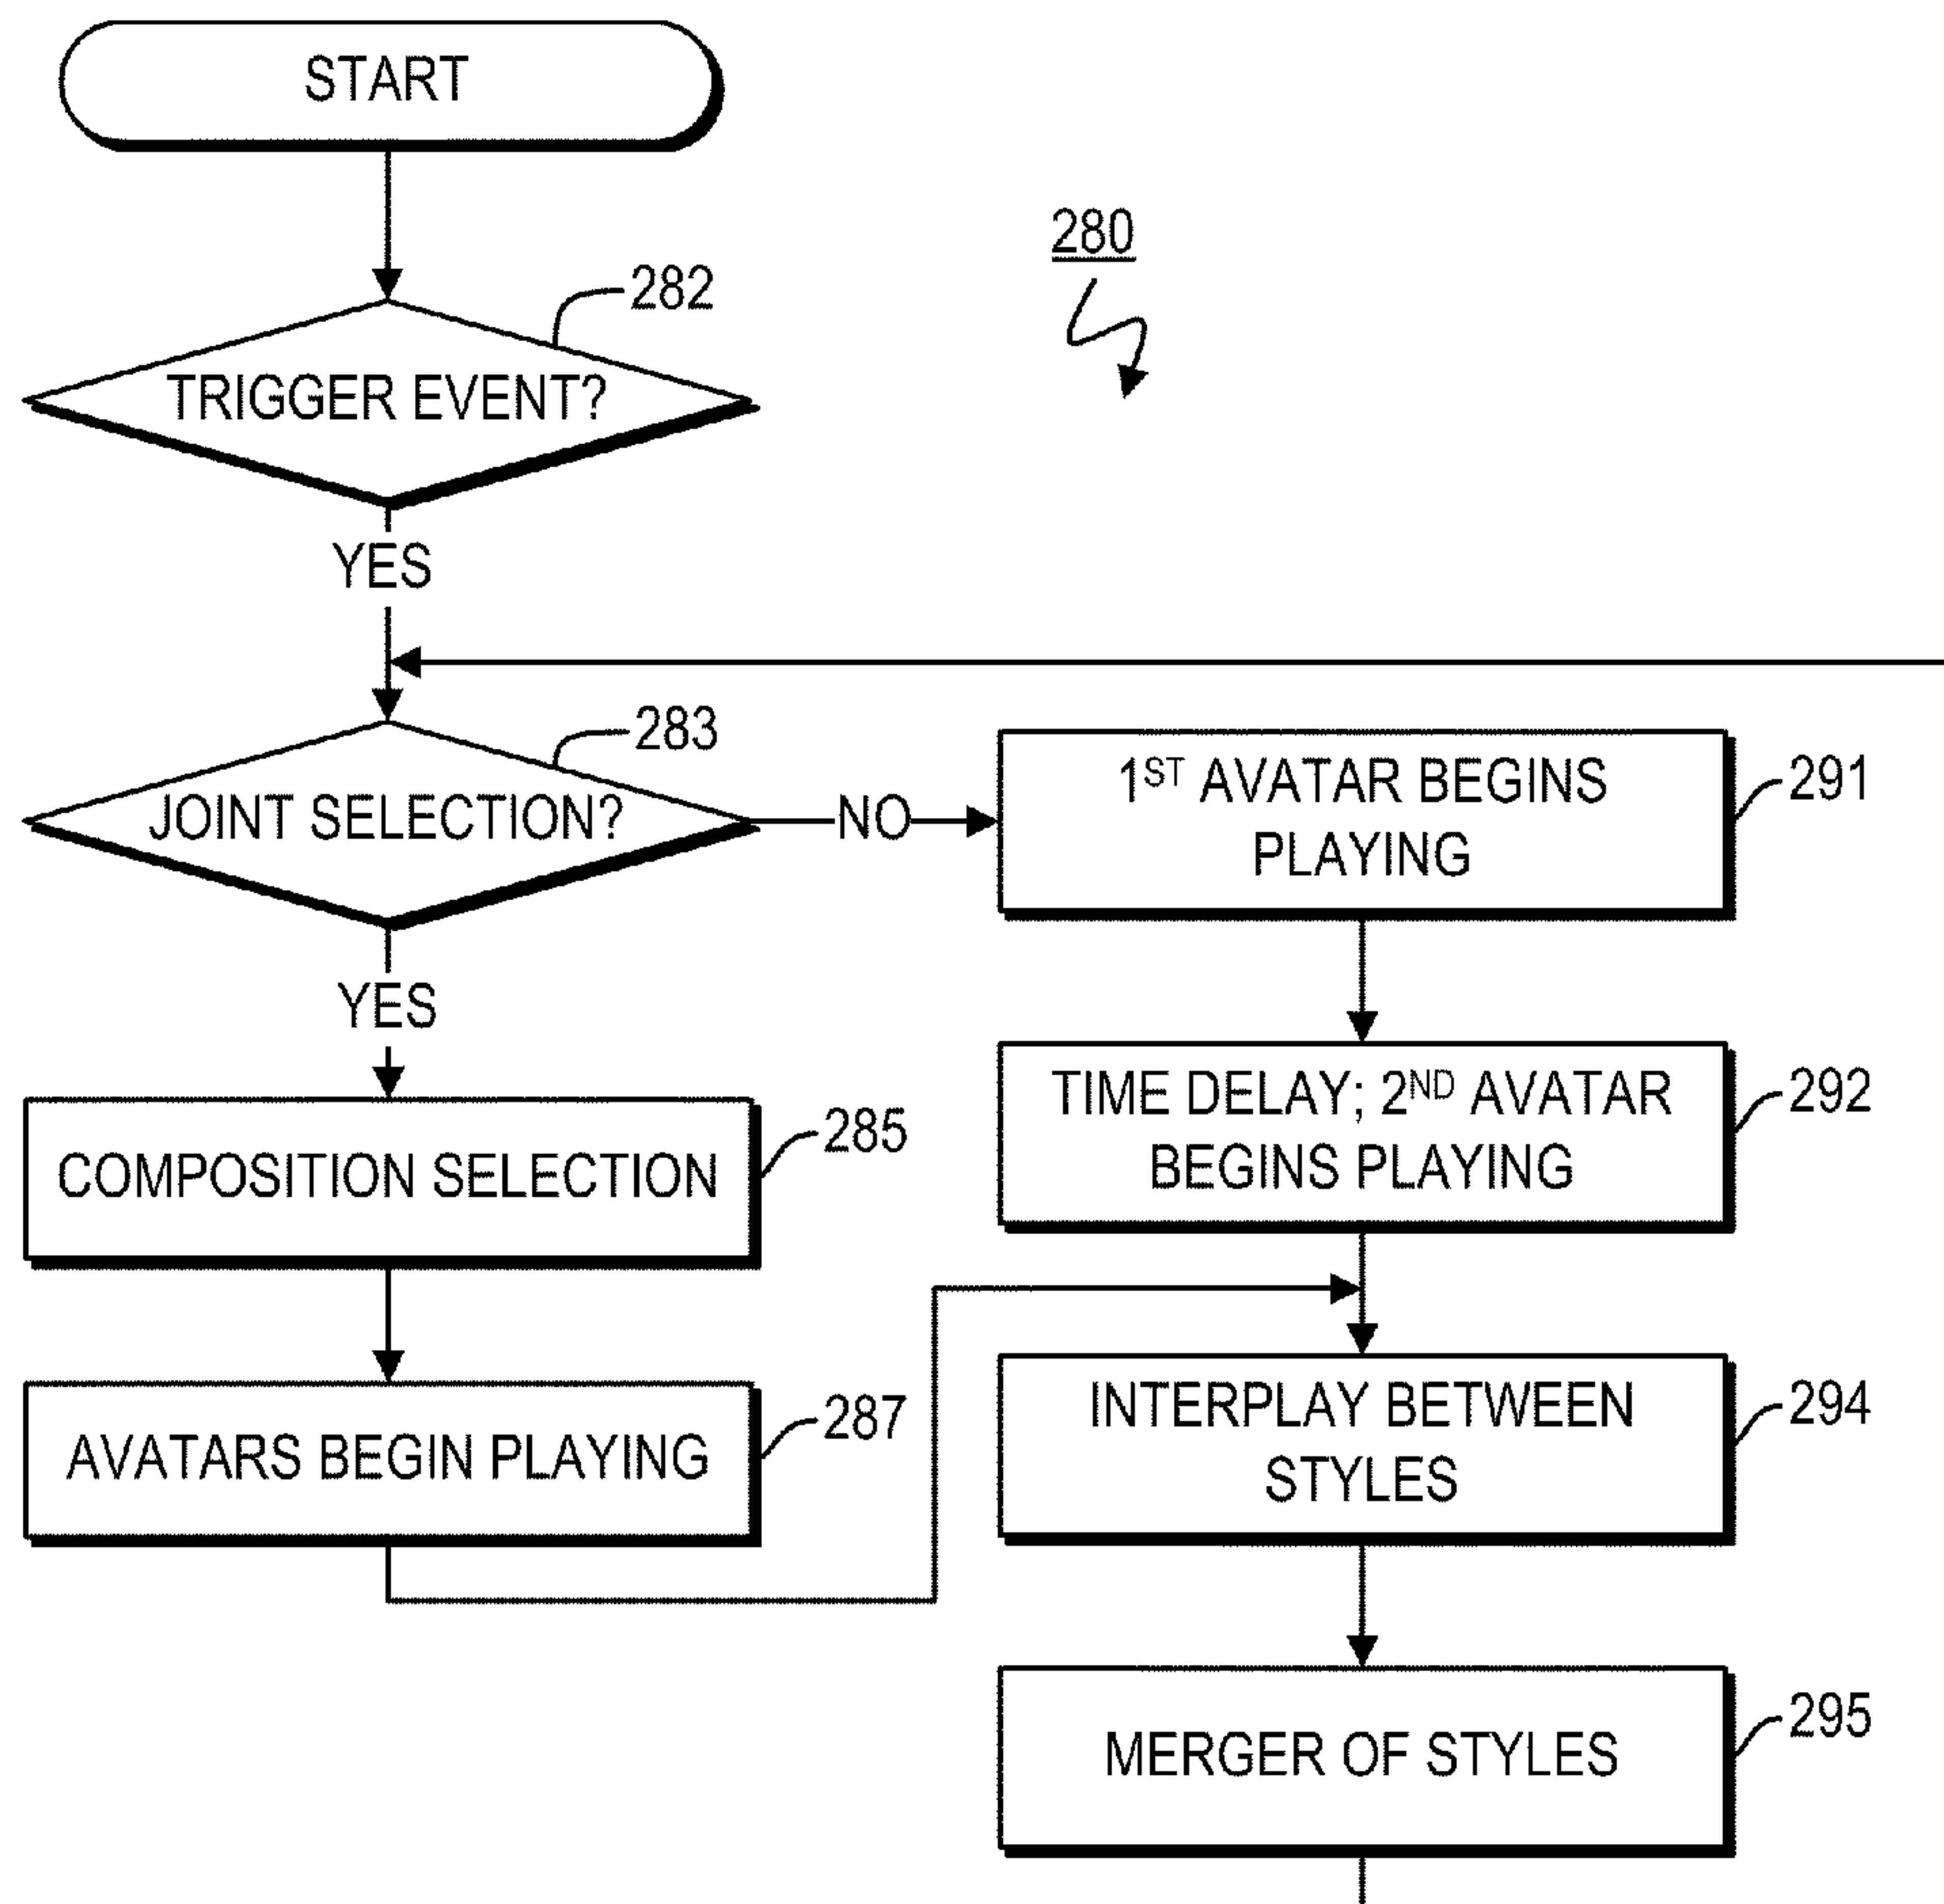 START
280
282
TRIGGER EVENT?
YES
283
JOINT SELECTION?
NO
1ST AVATAR BEGINS
PLAYING
291
YES
TIME DELAY; 2ND AVATAR
BEGINS PLAYING
292
285
COMPOSITION SELECTION
287
AVATARS BEGIN PLAYING
INTERPLAY BETWEEN
STYLES
294
MERGER OF STYLES
295